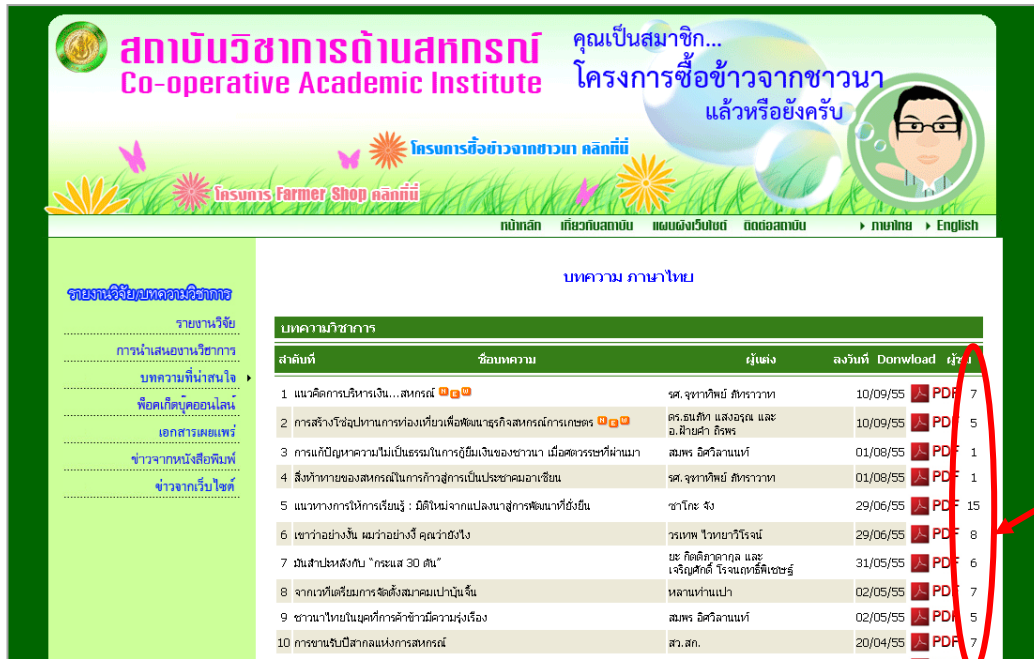 สถาบันวิชาการด้านสหกรณ์
Co-operative Academic Institute
คุณเป็นสมาชิก...
โครงการซื้อข้าวจากชาวนา
แล้วหรือยังครับ
โครงการซื้อข้าวจากชาวนา คลิกที่นี่
โครงการ Farmer Shop คลิกที่นี่
หน้าหลัก เกี่ยวกับสถาบัน แผนผังเว็บไซต์ ติดต่อสถาบัน ภาษาไทย English
รายงานวิจัย/บทความวิชาการ
รายงานวิจัย
การนำเสนองานวิชาการ
บทความที่น่าสนใจ
พ็อคเก็ตบุ๊คออนไลน์
เอกสารเผยแพร่
ข่าวจากหนังสือพิมพ์
ข่าวจากเว็บไซต์
บทความ ภาษาไทย
บทความวิชาการ
ลำดับที่ ชื่อบทความ ผู้แต่ง ลงวันที่ Donwload
1 แนวคิดการบริหารเงิน...สหกรณ์ NEW รศ.จุฑาทิพย์ ภัทราวาท 10/09/55 PDF 7
2 การสร้างโซ่อุปทานการท่องเที่ยวเพื่อพัฒนาธุรกิจสหกรณ์การเกษตร NEW ดร.ธนภัท แสงอรุณ และ
อ.ฝ้ายคำ ถิรพร 10/09/55 PDF 5
3 การแก้ปัญหาความไม่เป็นธรรมในการกู้ยืมเงินของชาวนา เมื่อศตวรรษที่ผ่านมา สมพร อิศวิลานนท์ 01/08/55 PDF 1
4 สิ่งท้าทายของสหกรณ์ในการก้าวสู่การเป็นประชาคมอาเซียน รศ.จุฑาทิพย์ ภัทราวาท 01/08/55 PDF 1
5 แนวทางการให้การเรียนรู้ : มิติใหม่จากแปลงนาสู่การพัฒนาที่ยั่งยืน ซาโกะ จัง 29/06/55 PDF 15
6 เขาว่าอย่างงั้น ผมว่าอย่างงี้ คุณว่ายังไง วรเทพ ไวทยาวิโรจน์ 29/06/55 PDF 8
7 มันสำปะหลังกับ "กระแส 30 ตัน" ยะ กิตติภาดากุล และ
เจริญศักดิ์ โรจนฤทธิ์พิเชษฐ์ 31/05/55 PDF 6
8 จากเวทีเตรียมการจัดตั้งสมาคมเปาบุ้นจิ้น หลานท่านเปา 02/05/55 PDF 7
9 ชาวนาไทยในยุคที่การค้าข้าวมีความรุ่งเรือง สมพร อิศวิลานนท์ 02/05/55 PDF 5
10 การขานรับปีสากลแห่งการสหกรณ์ สว.สก. 20/04/55 PDF 7